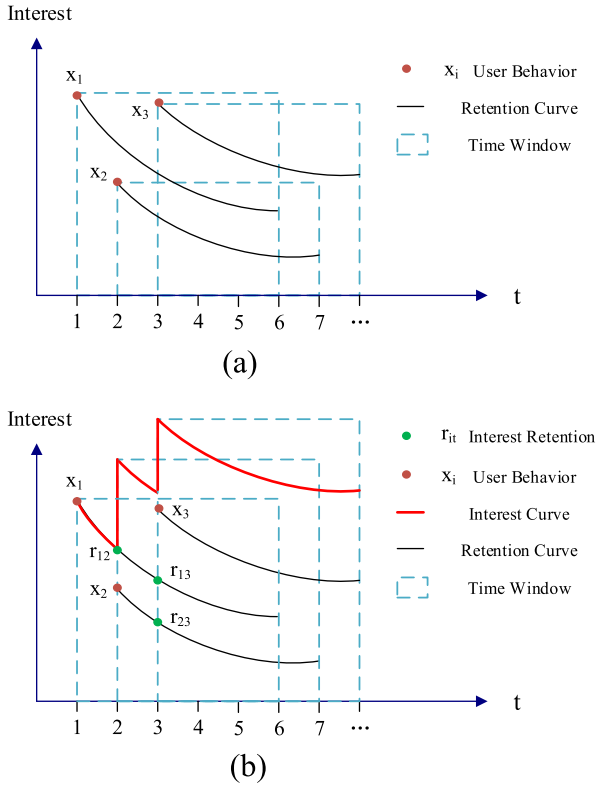 Interest
x1
x3
x2
xi User Behavior
Retention Curve
Time Window
t
1 2 3 4 5 6 7 ...
(a)
Interest
x1
x3
r12
r13
x2
r23
rit Interest Retention
xi User Behavior
Interest Curve
Retention Curve
Time Window
t
1 2 3 4 5 6 7 ...
(b)